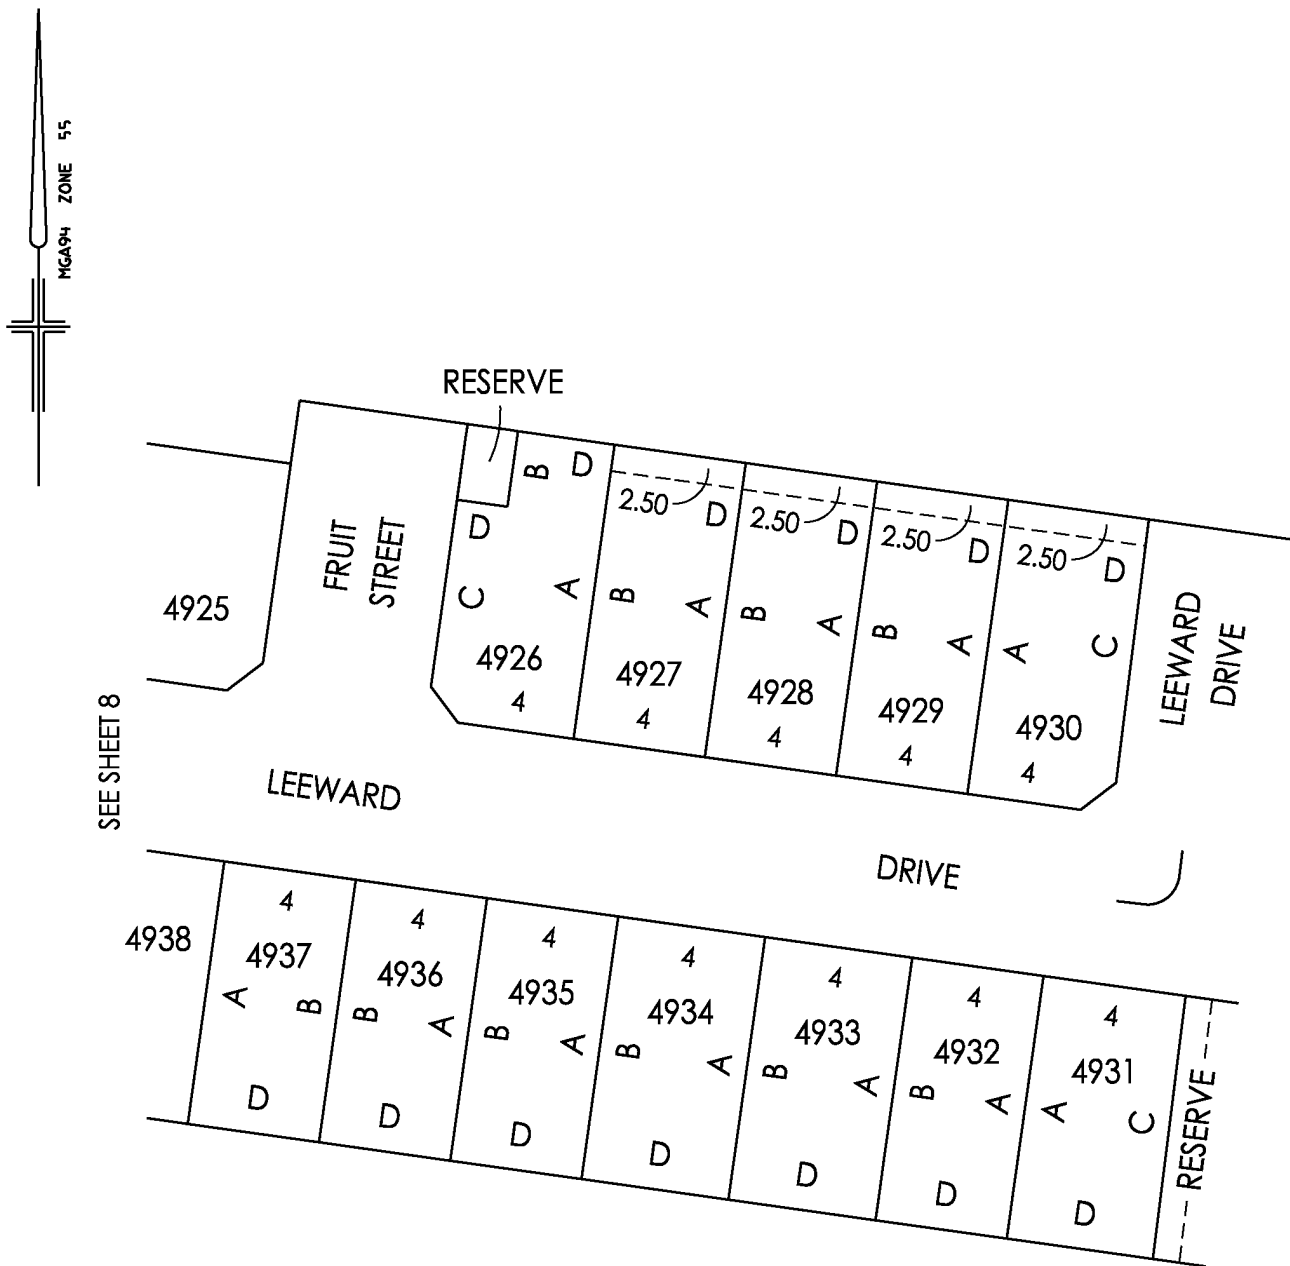 MGA94 ZONE 55
RESERVE
B D
D
2.50 D
2.50 D
2.50 D
2.50 D
FRUIT
STREET
4925
C A
B A
B A
B A
A C
LEEWARD
DRIVE
4926
4
4927
4
4928
4
4929
4
4930
4
SEE SHEET 8
LEEWARD
DRIVE
4938
4
4937
A B
D
4
4936
B A
D
4
4935
B A
D
4
4934
B A
D
4
4933
B A
D
4
4932
B A
D
4
4931
A C
D
RESERVE